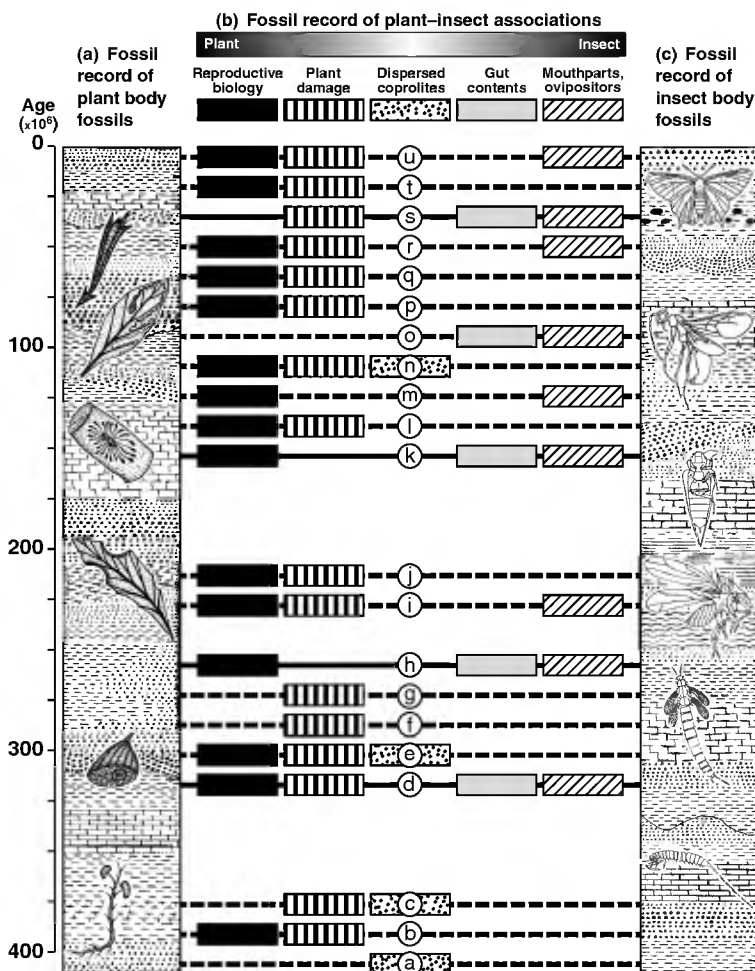 (b) Fossil record of plant–insect associations
Plant
Insect
(a) Fossil
record of
plant body
fossils
(c) Fossil
record of
insect body
fossils
Reproductive
biology
Plant
damage
Dispersed
coprolites
Gut
contents
Mouthparts,
ovipositors
Age
(×10⁶)
0
u
t
s
r
q
p
o
100
n
m
l
k
200
j
i
h
g
f
300
e
d
c
b
400
a